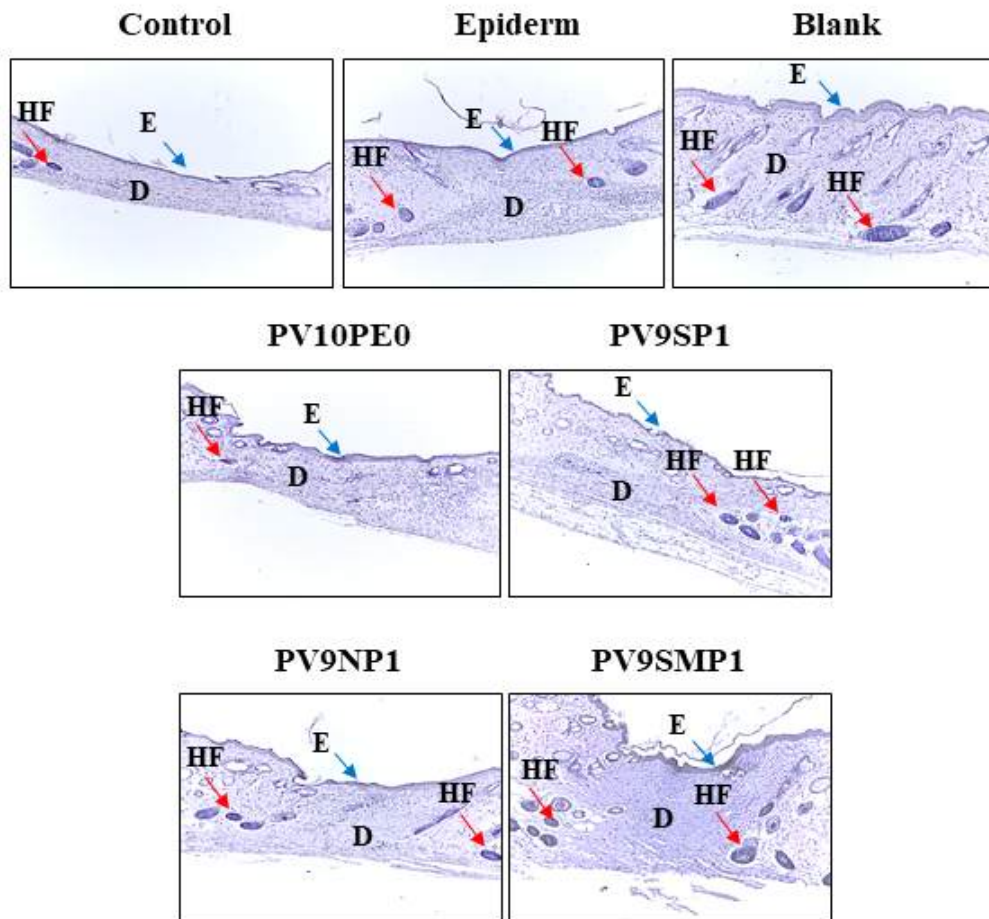 Control Epiderm Blank
HF E D
HF E HF D
E HF D HF
PV10PE0 PV9SP1
HF E D
E HF HF D
PV9NP1 PV9SMP1
HF E HF D
E HF HF D